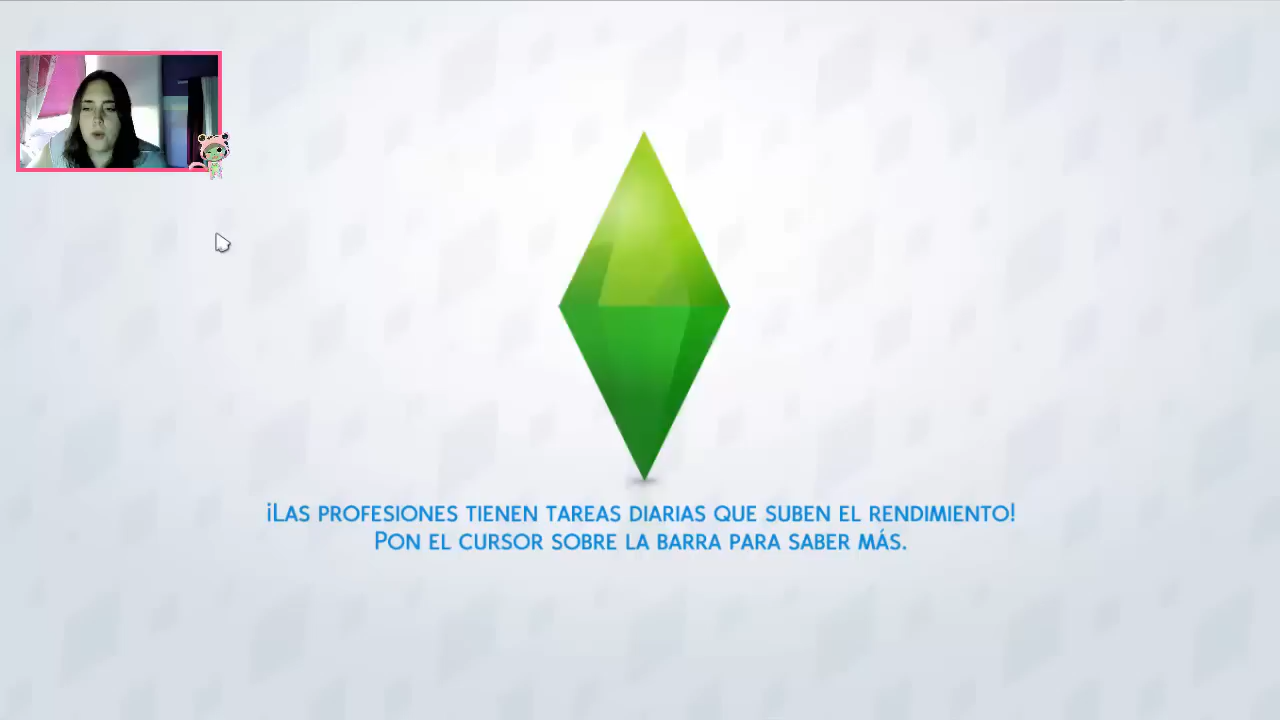 ¡Las profesiones tienen tareas diarias que suben el rendimiento!
Pon el cursor sobre la barra para saber más.